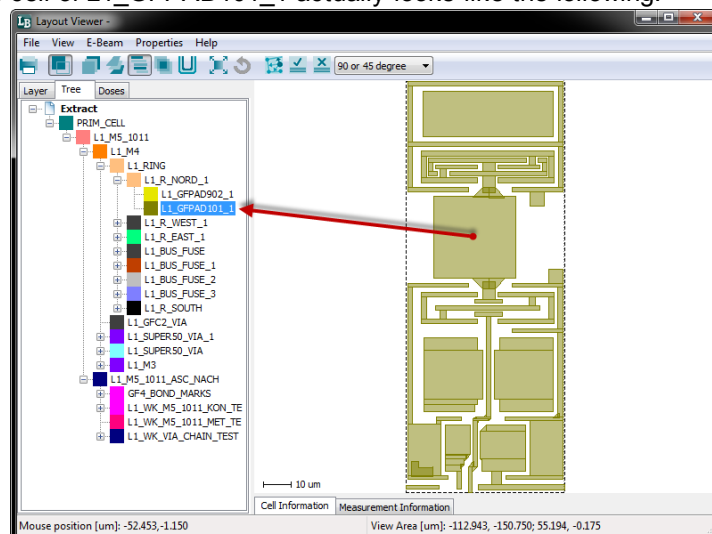 Layout Viewer -
File View E-Beam Properties Help
90 or 45 degree
Layer Tree Doses
Extract
PRIM_CELL
L1_M5_1011
L1_M4
L1_RING
L1_R_NORD_1
L1_GFPAD902_1
L1_GFPAD101_1
L1_R_WEST_1
L1_R_EAST_1
L1_BUS_FUSE
L1_BUS_FUSE_1
L1_BUS_FUSE_2
L1_BUS_FUSE_3
L1_R_SOUTH
L1_GFC2_VIA
L1_SUPER50_VIA_1
L1_SUPER50_VIA
L1_M3
L1_M5_1011_ASC_NACH
GF4_BOND_MARKS
L1_WK_M5_1011_KON_TE
L1_WK_M5_1011_MET_TE
L1_WK_VIA_CHAIN_TEST
10 um
Cell Information Measurement Information
Mouse position [um]: -52.453,-1.150 View Area [um]: -112.943, -150.750; 55.194, -0.175